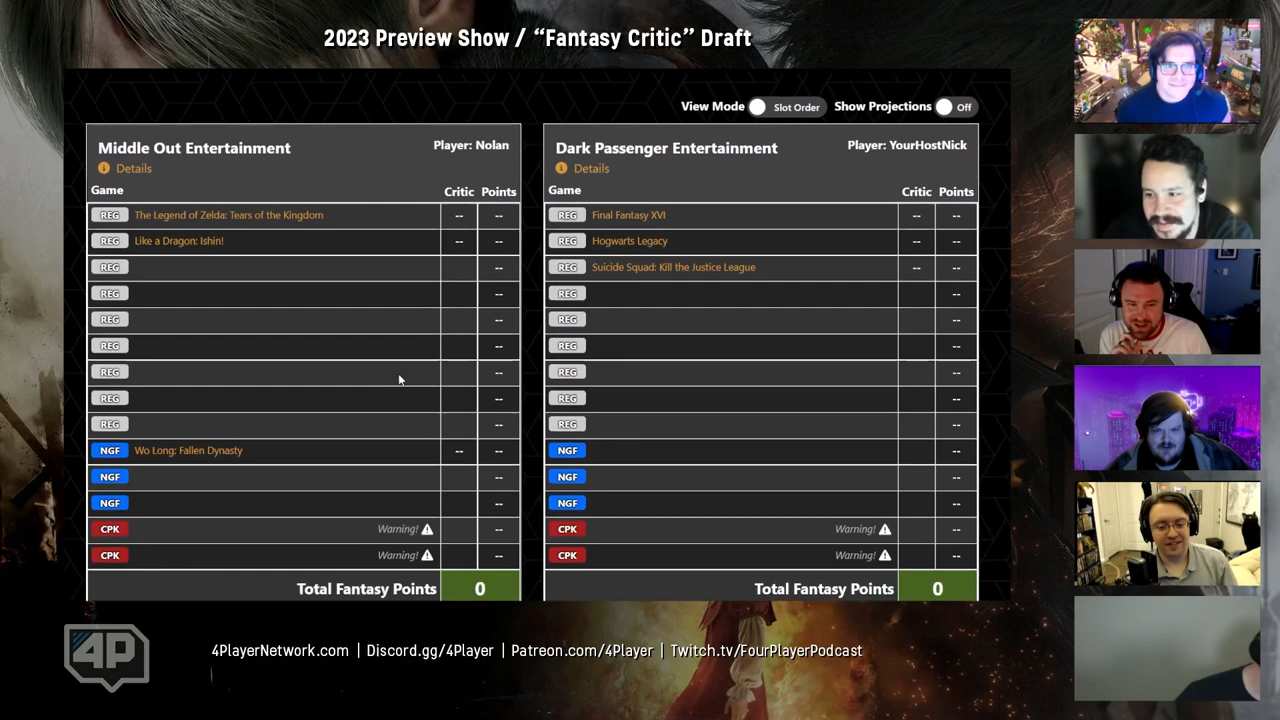 2023 Preview Show / “Fantasy Critic” Draft
View Mode Slot Order Show Projections Off
Middle Out Entertainment
Player: Nolan
Details
Game Critic Points
REG The Legend of Zelda: Tears of the Kingdom -- --
REG Like a Dragon: Ishin! -- --
REG --
REG --
REG --
REG --
REG --
REG --
REG --
NGF Wo Long: Fallen Dynasty -- --
NGF --
NGF --
CPK Warning! --
CPK Warning! --
Total Fantasy Points 0
Dark Passenger Entertainment
Player: YourHostNick
Details
Game Critic Points
REG Final Fantasy XVI -- --
REG Hogwarts Legacy -- --
REG Suicide Squad: Kill the Justice League -- --
REG --
REG --
REG --
REG --
REG --
REG --
NGF --
NGF --
NGF --
CPK Warning! --
CPK Warning! --
Total Fantasy Points 0
4P
4PlayerNetwork.com | Discord.gg/4Player | Patreon.com/4Player | Twitch.tv/FourPlayerPodcast